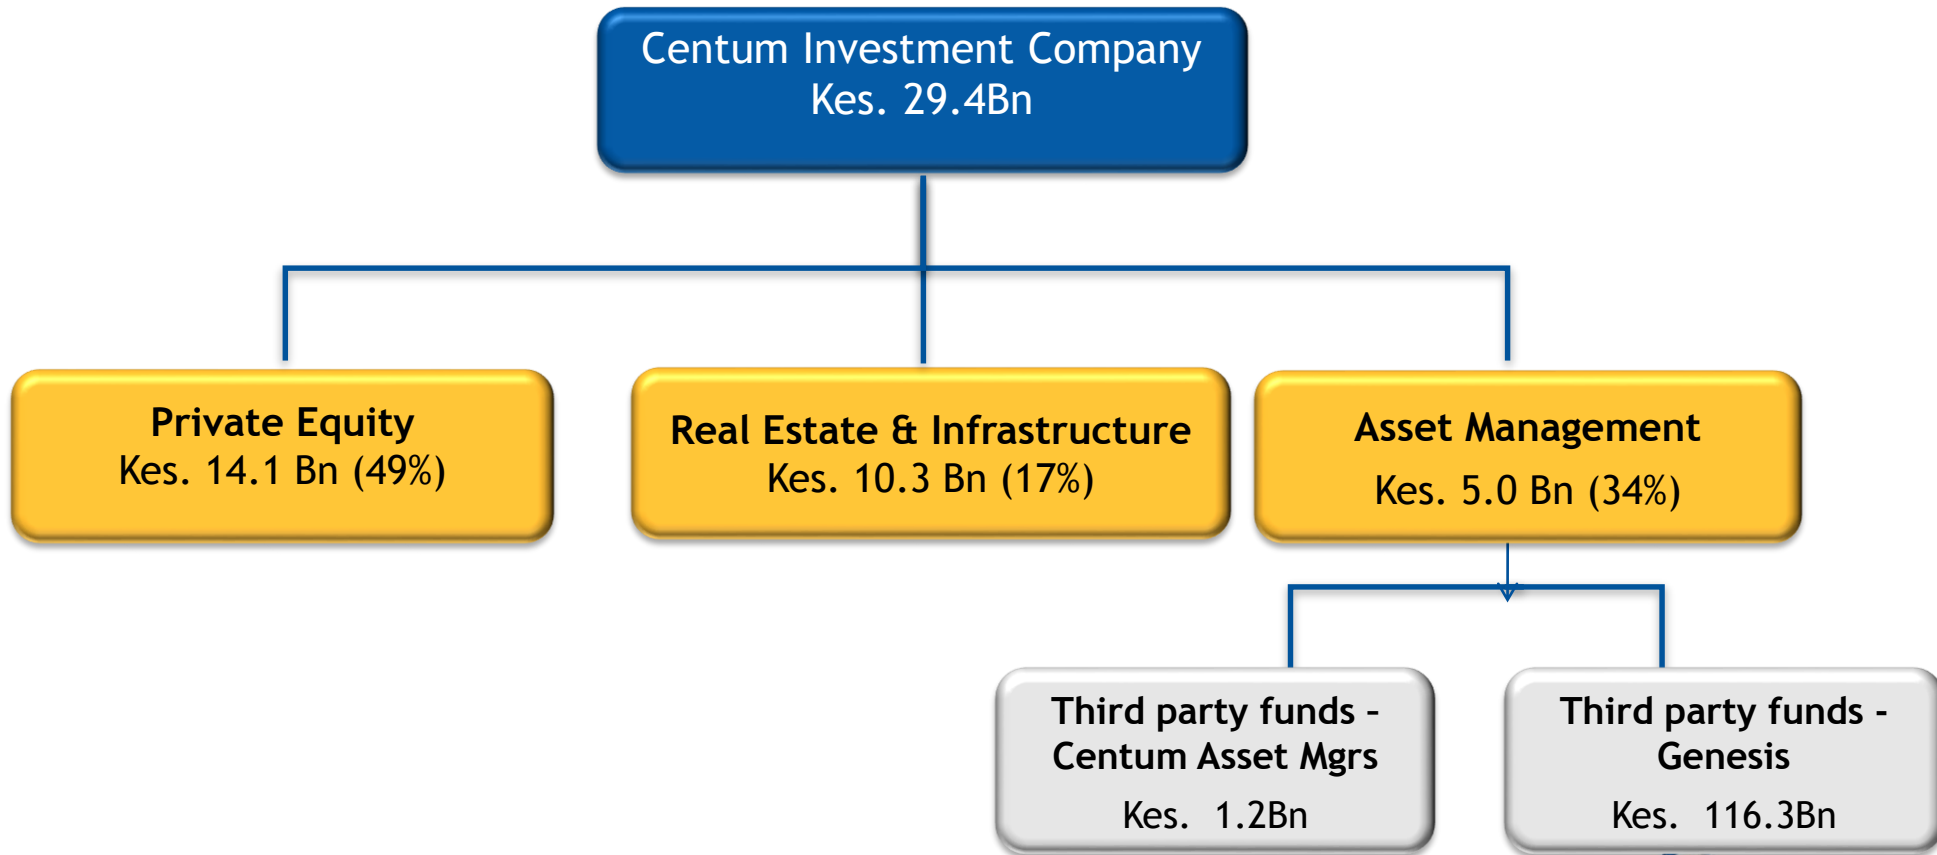 Centum Investment Company
Kes. 29.4Bn
Private Equity
Kes. 14.1 Bn (49%)
Real Estate & Infrastructure
Kes. 10.3 Bn (17%)
Asset Management
Kes. 5.0 Bn (34%)
Third party funds –
Centum Asset Mgrs
Kes. 1.2Bn
Third party funds -
Genesis
Kes. 116.3Bn